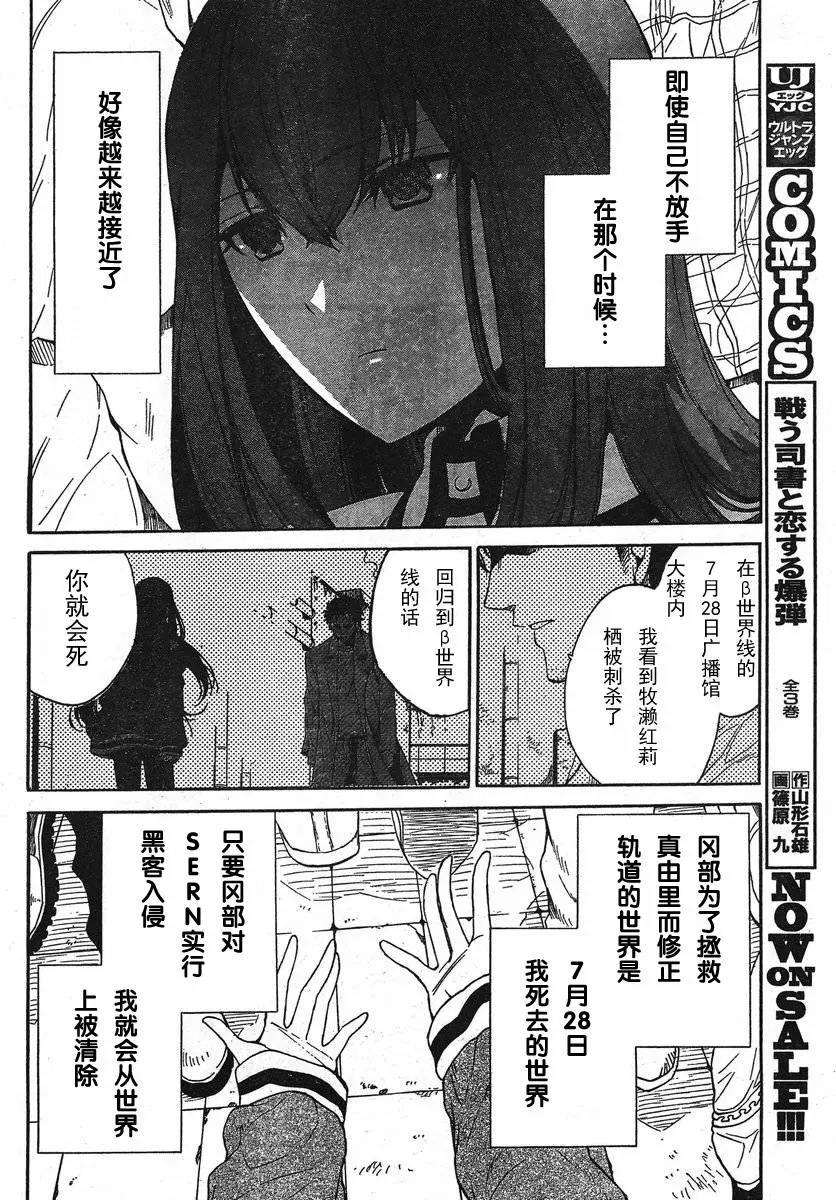 即使自己不放手
在那个时候…
好像越来越接近了
在β世界线的
7月28日广播馆
大楼内
我看到牧濑红莉
栖被刺杀了
回归到β世界
线的话
你就会死
冈部为了拯救
真由里而修正
轨道的世界是
7月28日
我死去的世界
只要冈部对
SERN实行
黑客入侵
我就会从世界
上被清除
UJ
エッグ
YJC
ウルトラ
ジャンプ
エッグ
COMICS
戦う司書と恋する爆弾
全3巻
作山形石雄
画篠原九
NOW ON SALE!!!